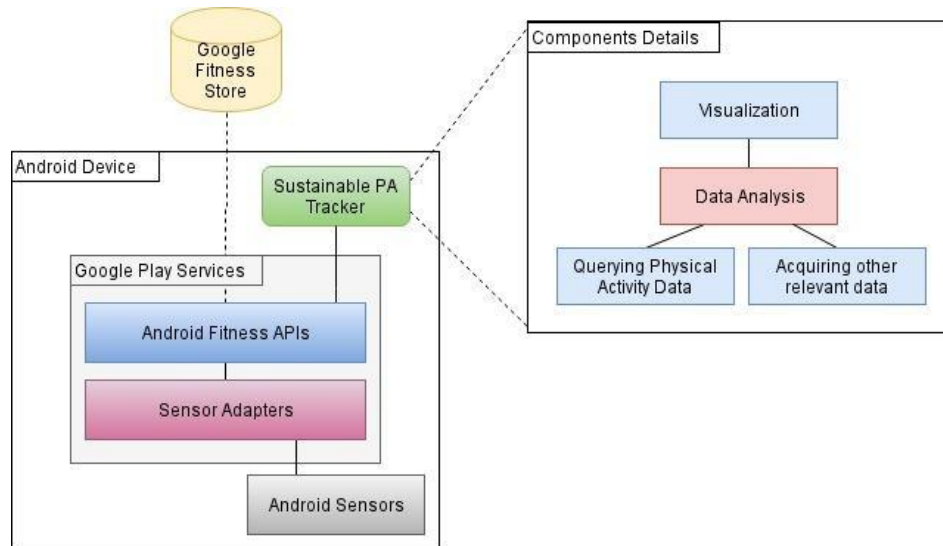 Google
Fitness
Store
Android Device
Sustainable PA
Tracker
Google Play Services
Android Fitness APIs
Sensor Adapters
Android Sensors
Components Details
Visualization
Data Analysis
Querying Physical
Activity Data
Acquiring other
relevant data